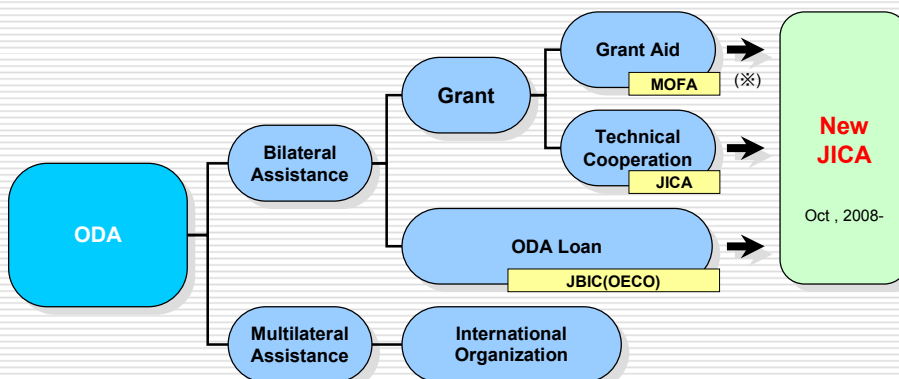 ODA
Bilateral
Assistance
Multilateral
Assistance
Grant
Grant Aid
MOFA
(※)
Technical
Cooperation
JICA
ODA Loan
JBIC(OECO)
International
Organization
New
JICA
Oct , 2008-